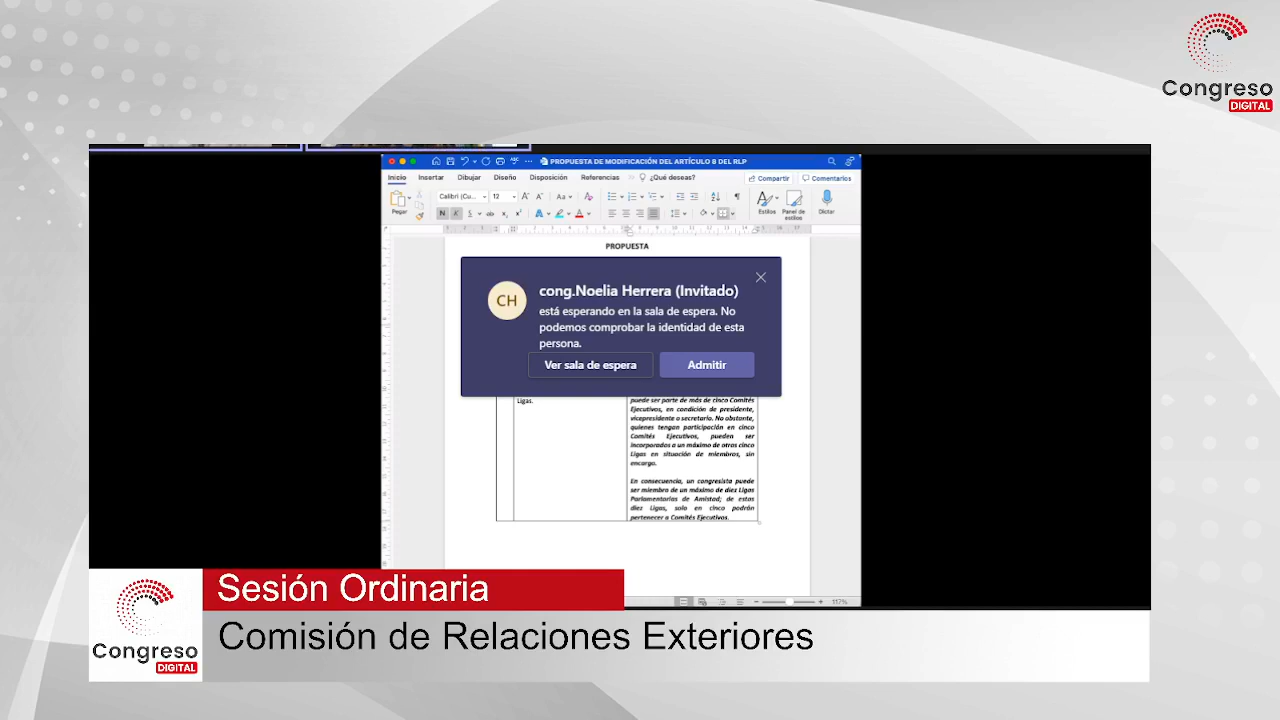 Congreso
DIGITAL
PROPUESTA DE MODIFICACIÓN DEL ARTÍCULO 8 DEL RLP
Inicio Insertar Dibujar Diseño Disposición Referencias ¿Qué deseas? Compartir Comentarios
Calibri (Cu... 12
Pegar Estilos Panel de estilos Dictar
PROPUESTA
CH
cong.Noelia Herrera (Invitado)
está esperando en la sala de espera. No
podemos comprobar la identidad de esta
persona.
Ver sala de espera Admitir
Ligas.
puede ser parte de más de cinco Comités
Ejecutivos, en condición de presidente,
vicepresidente o secretario. No obstante,
quienes tengan participación en cinco
Comités Ejecutivos, pueden ser
incorporados a un máximo de otras cinco
Ligas en situación de miembros, sin
encargo.
En consecuencia, un congresista puede
ser miembro de un máximo de diez Ligas
Parlamentarias de Amistad; de estas
diez Ligas, solo en cinco podrán
pertenecer a Comités Ejecutivos.
117%
Sesión Ordinaria
Comisión de Relaciones Exteriores
Congreso
DIGITAL